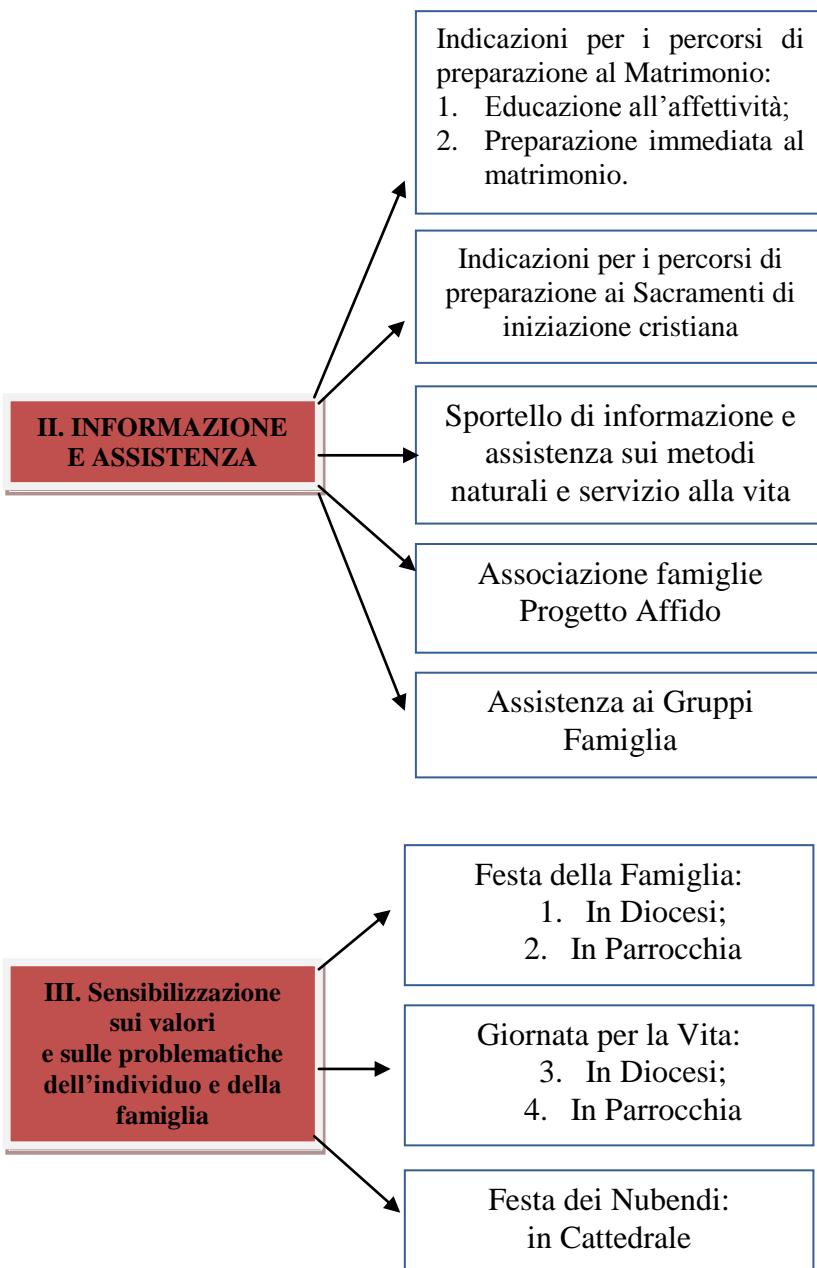 Indicazioni per i percorsi di
preparazione al Matrimonio:
1. Educazione all’affettività;
2. Preparazione immediata al
matrimonio.
Indicazioni per i percorsi di
preparazione ai Sacramenti di
iniziazione cristiana
II. INFORMAZIONE
E ASSISTENZA
Sportello di informazione e
assistenza sui metodi
naturali e servizio alla vita
Associazione famiglie
Progetto Affido
Assistenza ai Gruppi
Famiglia
Festa della Famiglia:
1. In Diocesi;
2. In Parrocchia
III. Sensibilizzazione
sui valori
e sulle problematiche
dell’individuo e della
famiglia
Giornata per la Vita:
3. In Diocesi;
4. In Parrocchia
Festa dei Nubendi:
in Cattedrale